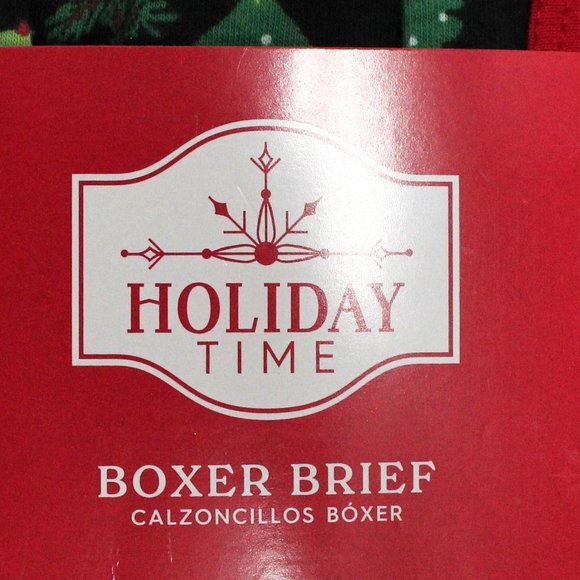 HOLIDAY
TIME
BOXER BRIEF
CALZONCILLOS BÓXER